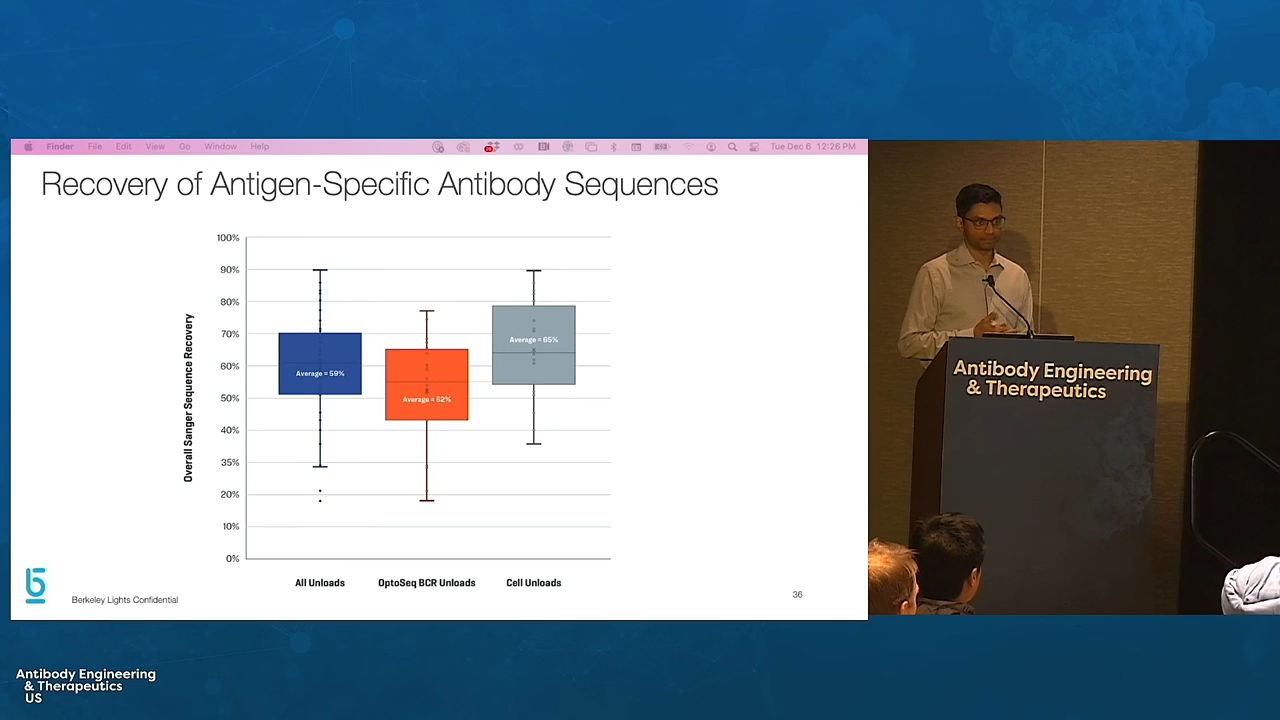 Finder File Edit View Go Window Help Tue Dec 6 12:26 PM
Recovery of Antigen-Specific Antibody Sequences
Overall Sanger Sequence Recovery
100%
90%
80%
70%
60%
50%
40%
35%
20%
10%
0%
Average = 59%
Average = 52%
Average = 65%
All Unloads
OptoSeq BCR Unloads
Cell Unloads
Berkeley Lights Confidential
36
Antibody Engineering
& Therapeutics
Antibody Engineering
& Therapeutics
US